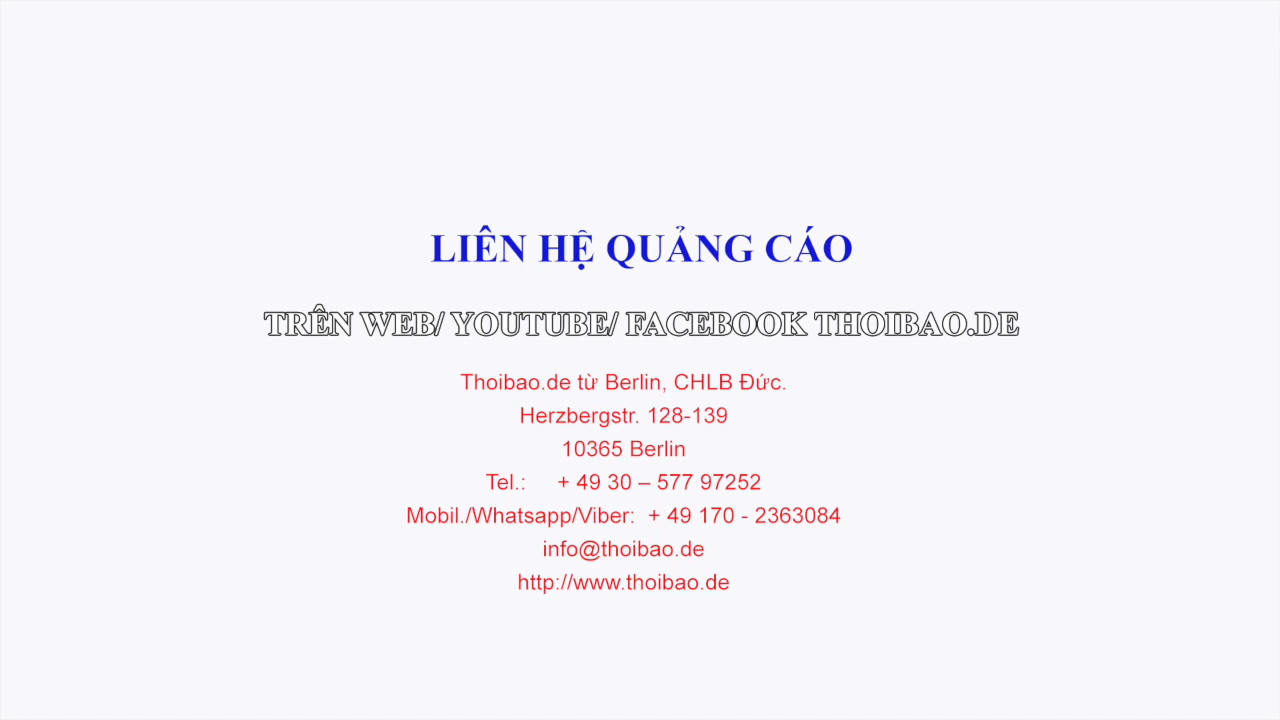 LIÊN HỆ QUẢNG CÁO
TRÊN WEB/ YOUTUBE/ FACEBOOK THOIBAO.DE
Thoibao.de từ Berlin, CHLB Đức.
Herzbergstr. 128-139
10365 Berlin
Tel.: + 49 30 – 577 97252
Mobil./Whatsapp/Viber: + 49 170 - 2363084
info@thoibao.de
http://www.thoibao.de